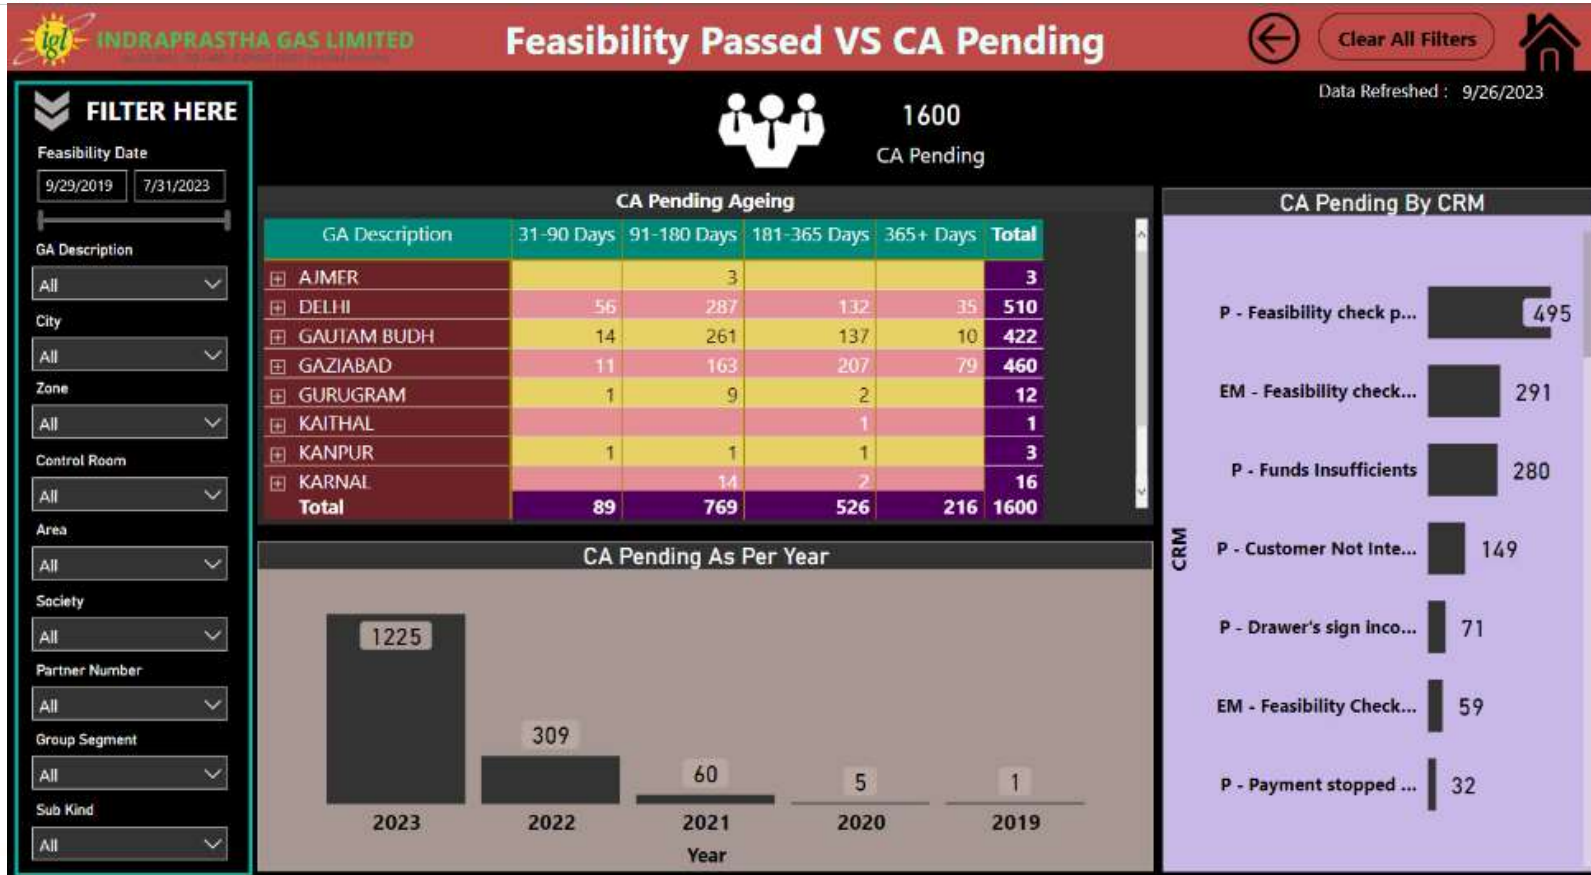 igl INDRAPRASTHA GAS LIMITED
Feasibility Passed VS CA Pending
Clear All Filters
Data Refreshed : 9/26/2023
FILTER HERE
Feasibility Date
9/29/2019 7/31/2023
GA Description
All
City
All
Zone
All
Control Room
All
Area
All
Society
All
Partner Number
All
Group Segment
All
Sub Kind
All
1600
CA Pending
CA Pending Ageing
GA Description 31-90 Days 91-180 Days 181-365 Days 365+ Days Total
AJMER 3 3
DELHI 56 287 132 35 510
GAUTAM BUDH 14 261 137 10 422
GAZIABAD 11 163 207 79 460
GURUGRAM 1 9 2 12
KAITHAL 1 1
KANPUR 1 1 1 3
KARNAL 14 2 16
Total 89 769 526 216 1600
CA Pending As Per Year
1225
309
60
5
1
2023 2022 2021 2020 2019
Year
CA Pending By CRM
CRM
P - Feasibility check p... 495
EM - Feasibility check... 291
P - Funds Insufficients 280
P - Customer Not Inte... 149
P - Drawer's sign inco... 71
EM - Feasibility Check... 59
P - Payment stopped ... 32